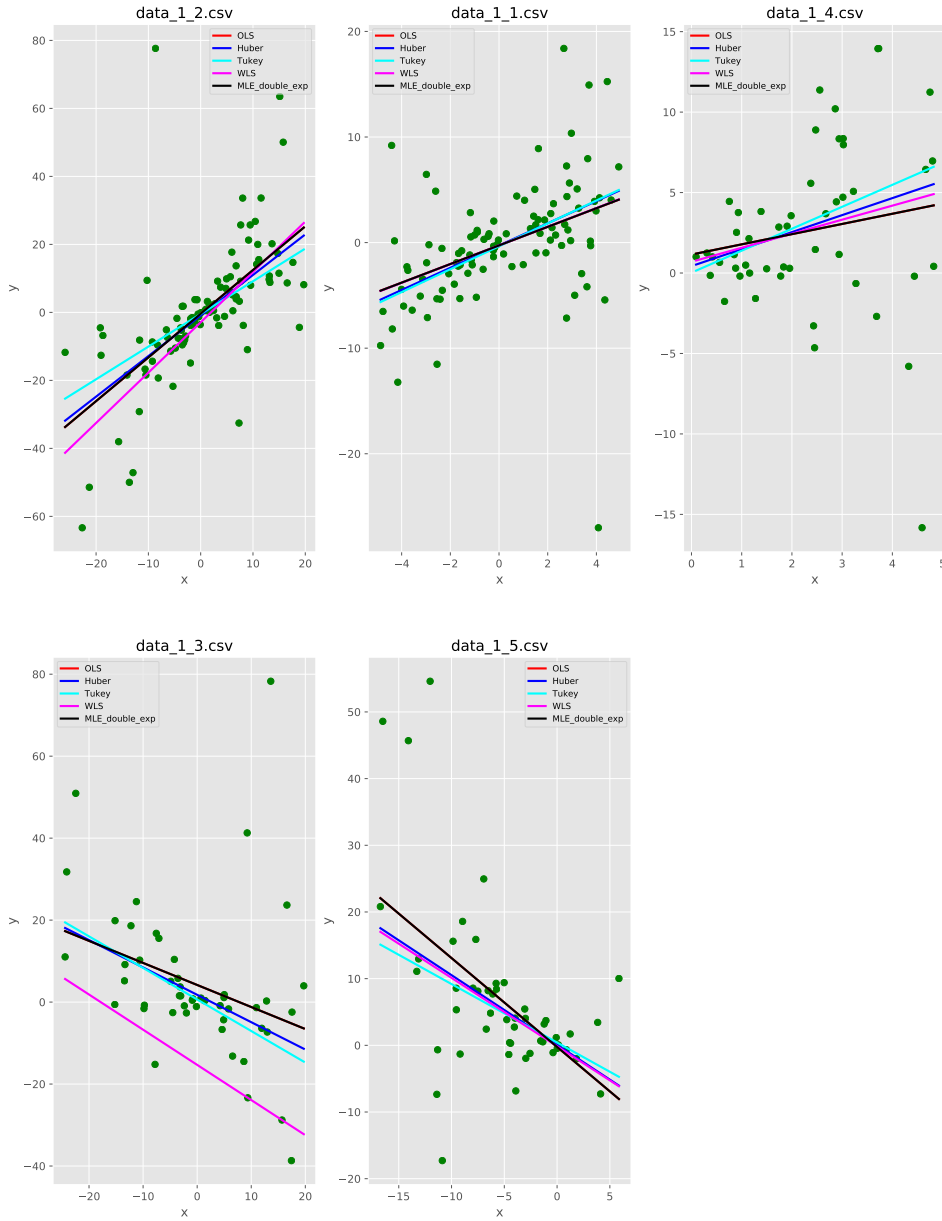 data_1_2.csv
OLS
Huber
Tukey
WLS
MLE_double_exp
80
60
40
20
0
−20
−40
−60
y
−20
−10
0
10
20
x
data_1_1.csv
OLS
Huber
Tukey
WLS
MLE_double_exp
20
10
0
−10
−20
y
−4
−2
0
2
4
x
data_1_4.csv
OLS
Huber
Tukey
WLS
MLE_double_exp
15
10
5
0
−5
−10
−15
y
0
1
2
3
4
5
x
data_1_3.csv
OLS
Huber
Tukey
WLS
MLE_double_exp
80
60
40
20
0
−20
−40
y
−20
−10
0
10
20
x
data_1_5.csv
OLS
Huber
Tukey
WLS
MLE_double_exp
50
40
30
20
10
0
−10
−20
y
−15
−10
−5
0
5
x